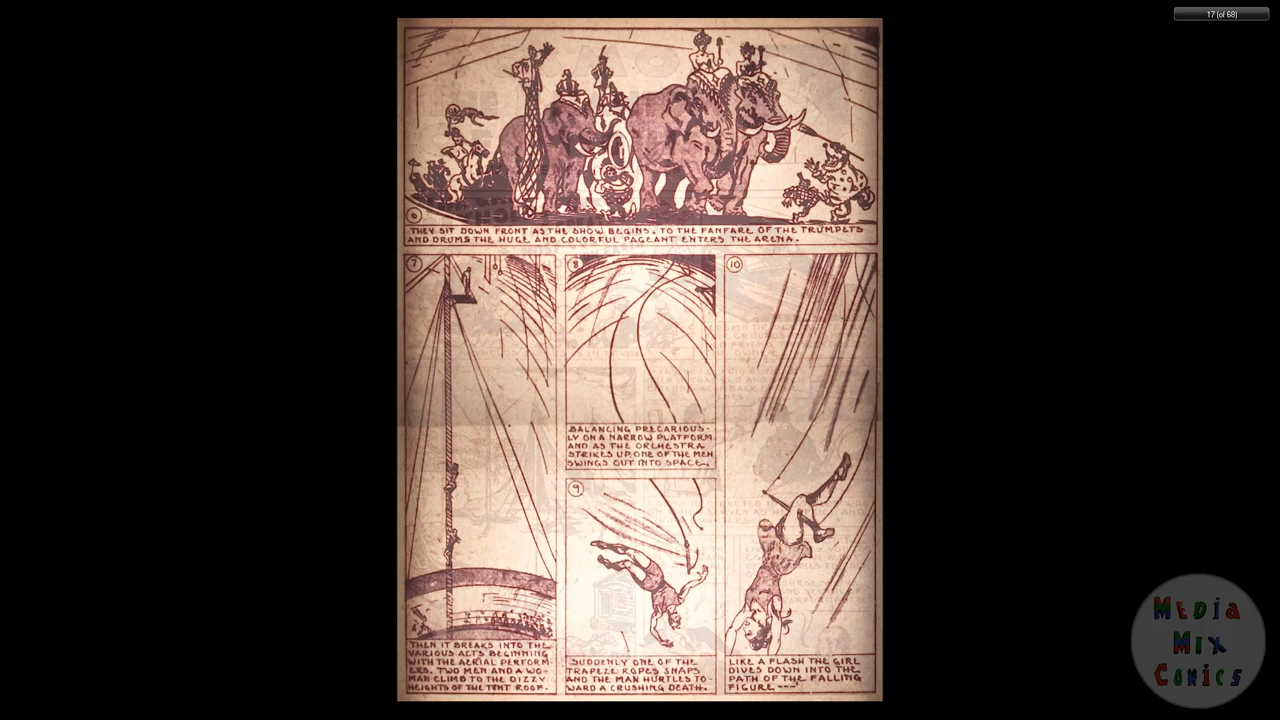 17 (of 68)
6
THEY SIT DOWN FRONT AS THE SHOW BEGINS. TO THE FANFARE OF THE TRUMPETS
AND DRUMS THE HUGE AND COLORFUL PAGEANT ENTERS THE ARENA.
7
THEN IT BREAKS INTO THE
VARIOUS ACTS BEGINNING
WITH THE AERIAL PERFORM-
ERS. TWO MEN AND A WO-
MAN CLIMB TO THE DIZZY
HEIGHTS OF THE TENT ROOF.
8
BALANCING PRECARIOUS-
LY ON A NARROW PLATFORM
AND AS THE ORCHESTRA
STRIKES UP, ONE OF THE MEN
SWINGS OUT INTO SPACE.
9
SUDDENLY ONE OF THE
TRAPEZE ROPES SNAPS
AND THE MAN HURTLES TO-
WARD A CRUSHING DEATH.
10
LIKE A FLASH THE GIRL
DIVES DOWN INTO THE
PATH OF THE FALLING
FIGURE ---
MEDIA
MIX
COMICS